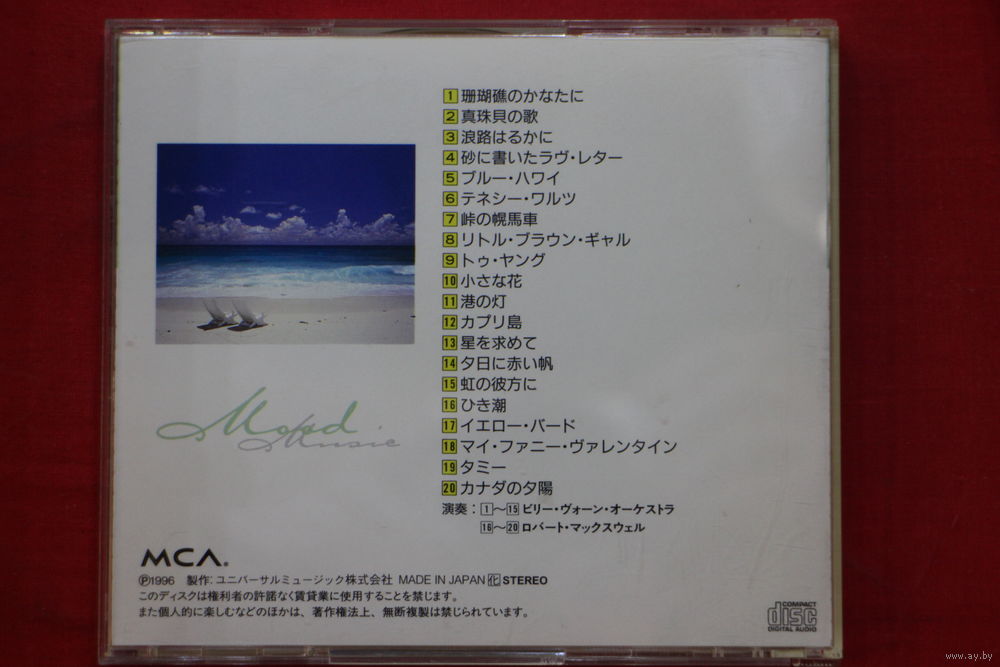 1 珊瑚礁のかなたに
2 真珠貝の歌
3 浪路はるかに
4 砂に書いたラヴ・レター
5 ブルー・ハワイ
6 テネシー・ワルツ
7 峠の幌馬車
8 リトル・ブラウン・ギャル
9 トゥ・ヤング
10 小さな花
11 港の灯
12 カプリ島
13 星を求めて
14 夕日に赤い帆
15 虹の彼方に
16 ひき潮
17 イエロー・バード
18 マイ・ファニー・ヴァレンタイン
19 タミー
20 カナダの夕陽
演奏：1〜15 ビリー・ヴォーン・オーケストラ
16〜20 ロバート・マックスウェル
Mood
Music
MCA®
Ⓟ1996 製作: ユニバーサルミュージック株式会社 MADE IN JAPAN 化 STEREO
このディスクは権利者の許諾なく賃貸業に使用することを禁じます。
また個人的に楽しむなどのほかは、著作権法上、無断複製は禁じられています。
COMPACT
disc
DIGITAL AUDIO
www.ay.by